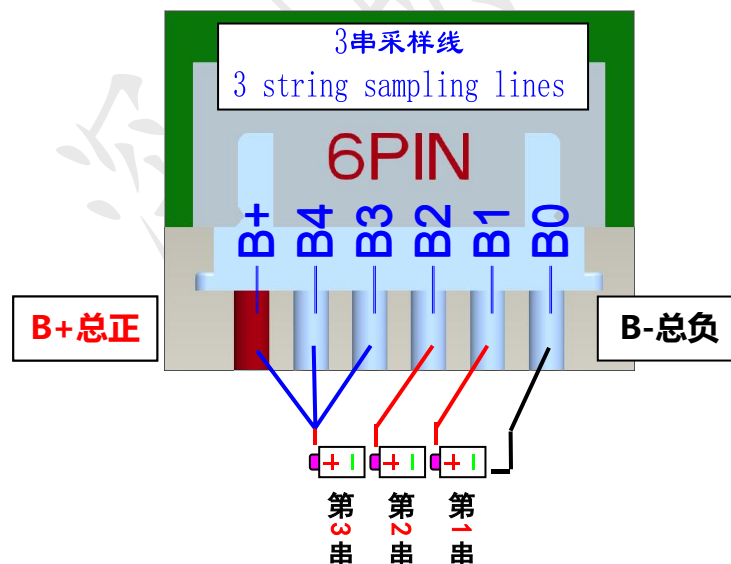 3串采样线
3 string sampling lines
6PIN
B+ B4 B3 B2 B1 B0
B+总正
B-总负
第3串
第2串
第1串